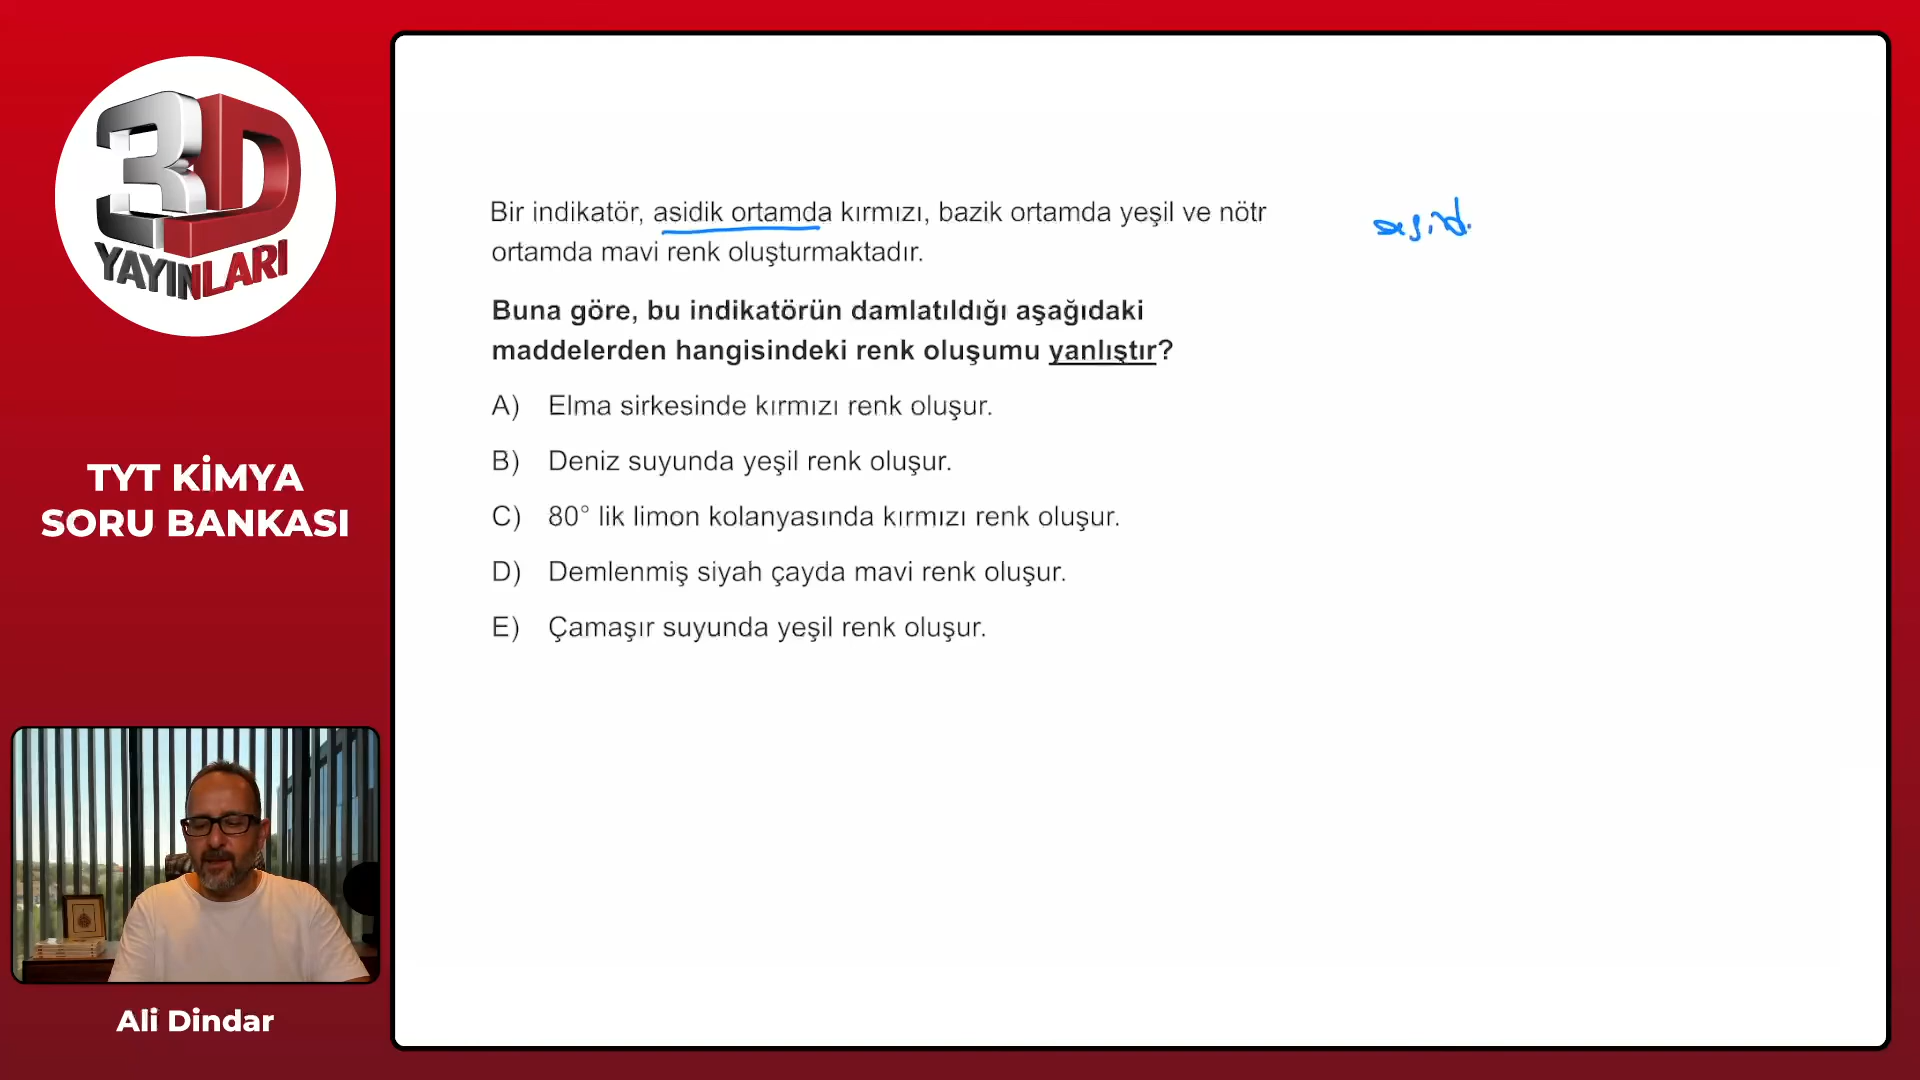 3D
YAYINLARI
TYT KİMYA
SORU BANKASI
Ali Dindar
Bir indikatör, asidik ortamda kırmızı, bazik ortamda yeşil ve nötr
ortamda mavi renk oluşturmaktadır.
Buna göre, bu indikatörün damlatıldığı aşağıdaki
maddelerden hangisindeki renk oluşumu yanlıştır?
A) Elma sirkesinde kırmızı renk oluşur.
B) Deniz suyunda yeşil renk oluşur.
C) 80° lik limon kolanyasında kırmızı renk oluşur.
D) Demlenmiş siyah çayda mavi renk oluşur.
E) Çamaşır suyunda yeşil renk oluşur.